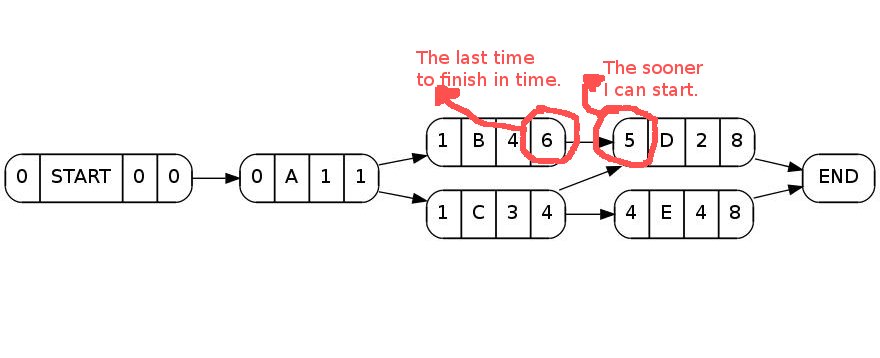 The last time
to finish in time.
The sooner
I can start.
1 B 4 6
5 D 2 8
0 START 0 0
0 A 1 1
END
1 C 3 4
4 E 4 8